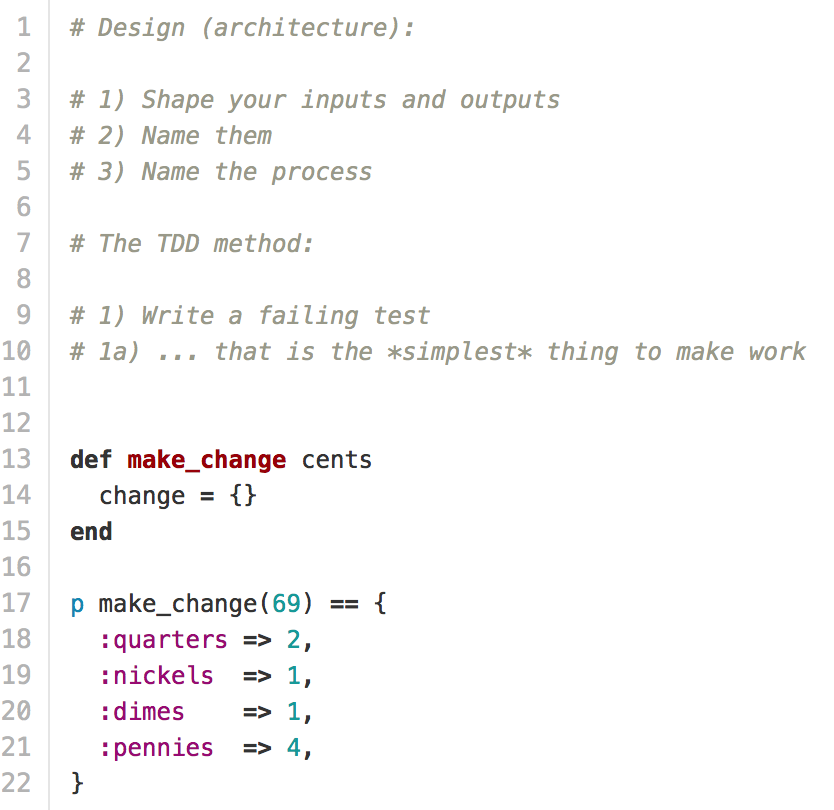 1 # Design (architecture):
2
3 # 1) Shape your inputs and outputs
4 # 2) Name them
5 # 3) Name the process
6
7 # The TDD method:
8
9 # 1) Write a failing test
10 # 1a) ... that is the *simplest* thing to make work
11
12
13 def make_change cents
14   change = {}
15 end
16
17 p make_change(69) == {
18   :quarters => 2,
19   :nickels  => 1,
20   :dimes    => 1,
21   :pennies  => 4,
22 }